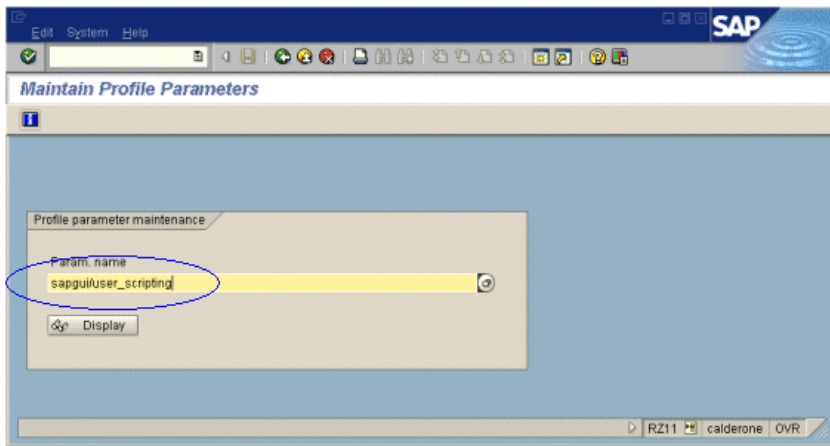 Edit System Help
SAP
Maintain Profile Parameters
Profile parameter maintenance
Param. name
sapgui/user_scripting
Display
RZ11 calderone OVR